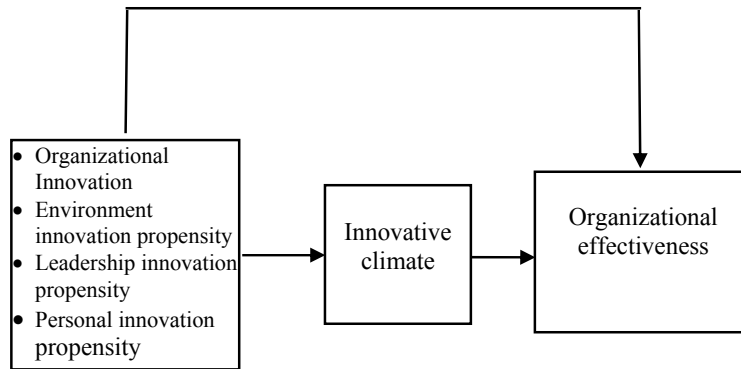 • Organizational
Innovation
• Environment
innovation propensity
• Leadership innovation
propensity
• Personal innovation
propensity
Innovative
climate
Organizational
effectiveness